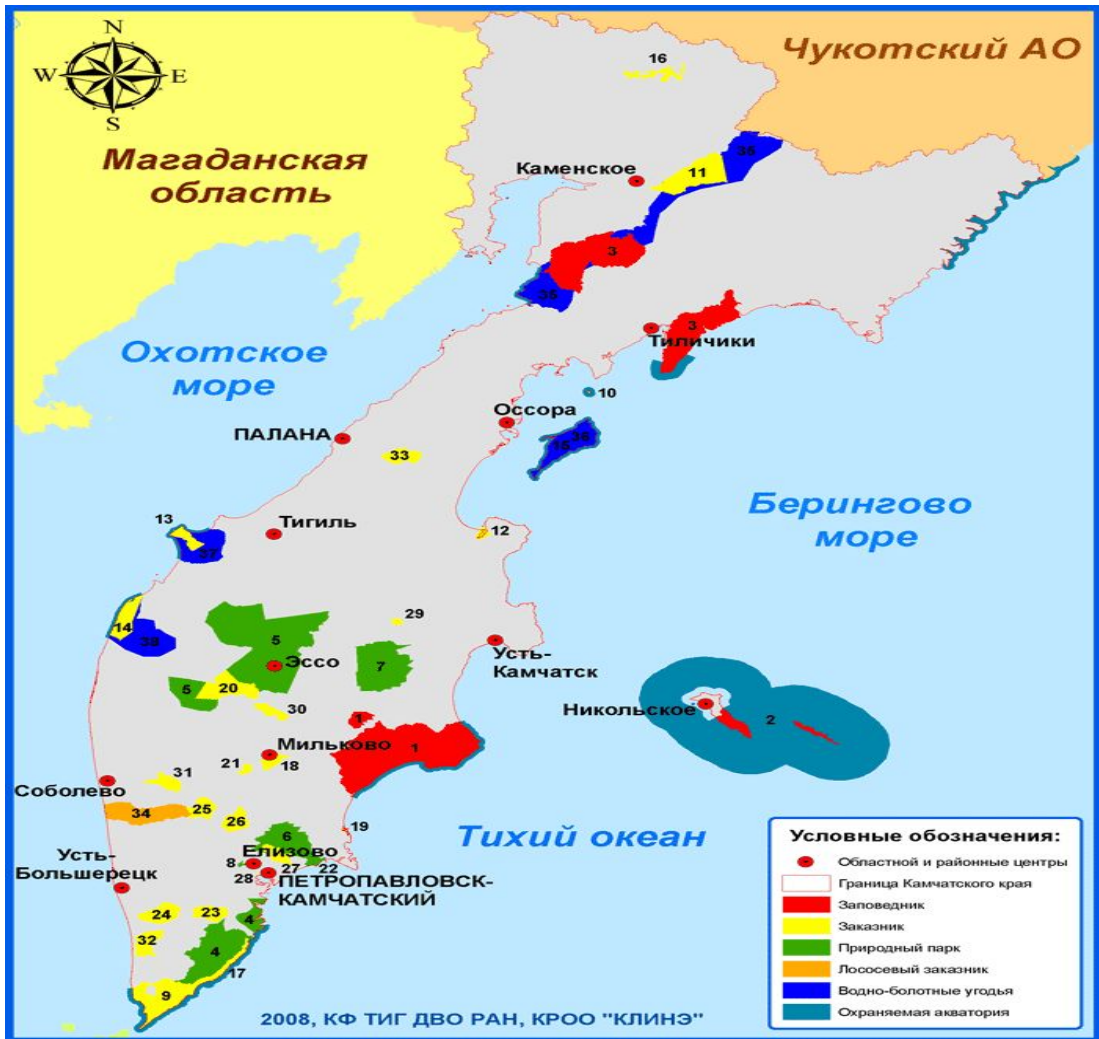 N
W E
S
Чукотский АО
Магаданская
область
16
Каменское
11
35
3
35
3
Тиличики
Охотское
море
10
Оссора
ПАЛАНА
33
15 36
Берингово
море
13
Тигиль
12
37
14
38
29
5
Эссо
7
Усть-
Камчатск
5
20
30
Никольское
2
1
1
Мильково
21
18
31
Соболево
34
25
26
19
Тихий океан
6
Елизово
8
27
22
28
ПЕТРОПАВЛОВСК-
КАМЧАТСКИЙ
Усть-
Большерецк
24
23
4
32
4
17
9
Условные обозначения:
Областной и районные центры
Граница Камчатского края
Заповедник
Заказник
Природный парк
Лососевый заказник
Водно-болотные угодья
Охраняемая акватория
2008, КФ ТИГ ДВО РАН, КРОО "КЛИНЭ"